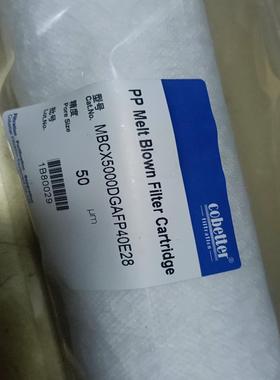 PP Melt Blown Filter Cartridge
cobetter
filtration
型号
Cat.No.
MBCX5000DGAFP40E28
精度
Pore Size
50
μm
批号
Lot.No.
1B80029